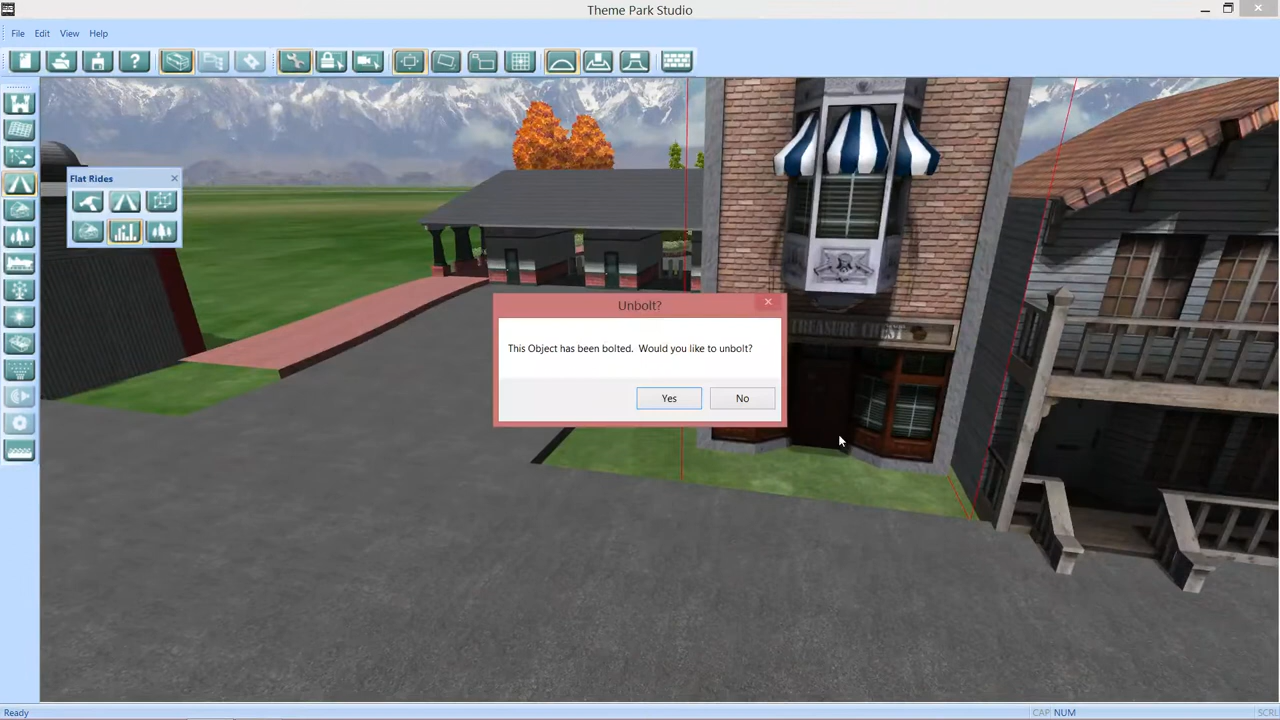 Theme Park Studio
File Edit View Help
Flat Rides
Unbolt?
This Object has been bolted. Would you like to unbolt?
Yes No
TREASURE CHEST
Ready
CAP NUM SCRL